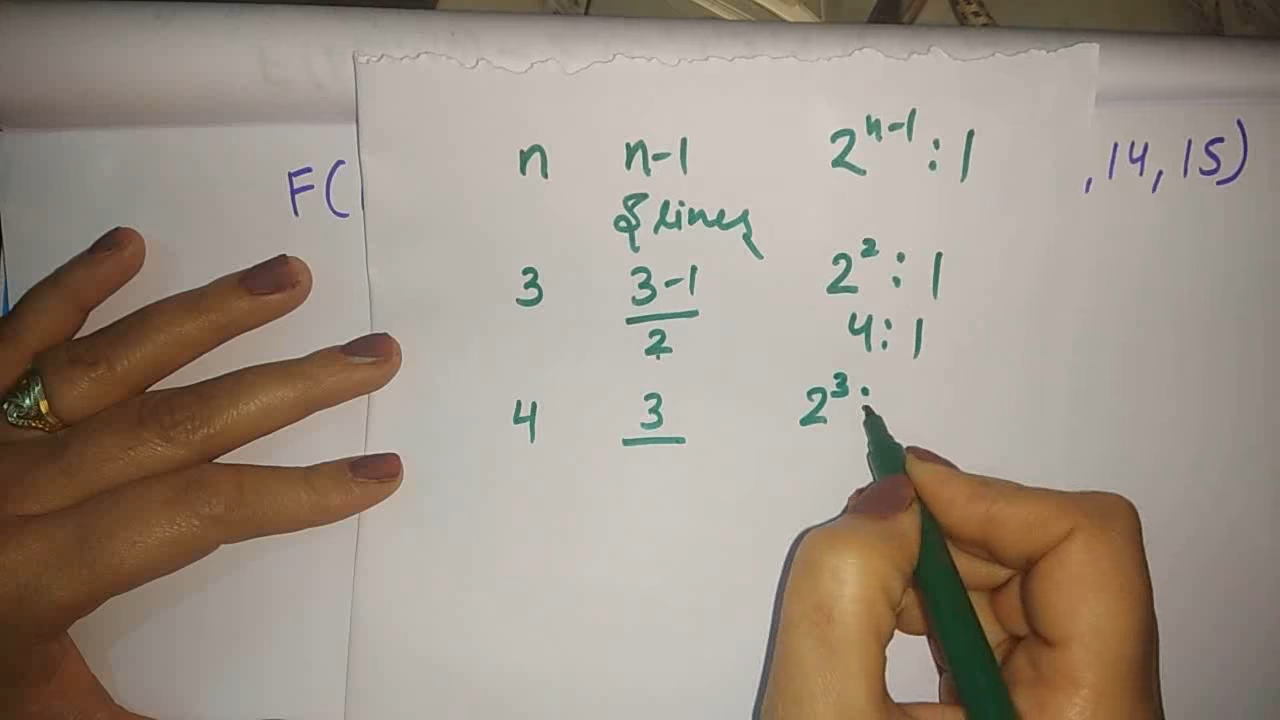 n n-1 2^{n-1} : 1
F( , 14, 15)
lines
3 3-1 2^2 : 1
2 4 : 1
4 3 2^3 :